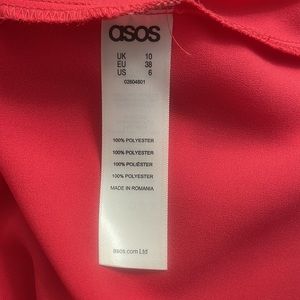 asos
UK 10
EU 38
US 6
02604801
100% POLYESTER
100% POLYESTER
100% POLIÉSTER
100% POLYESTER
MADE IN ROMANIA
asos.com Ltd